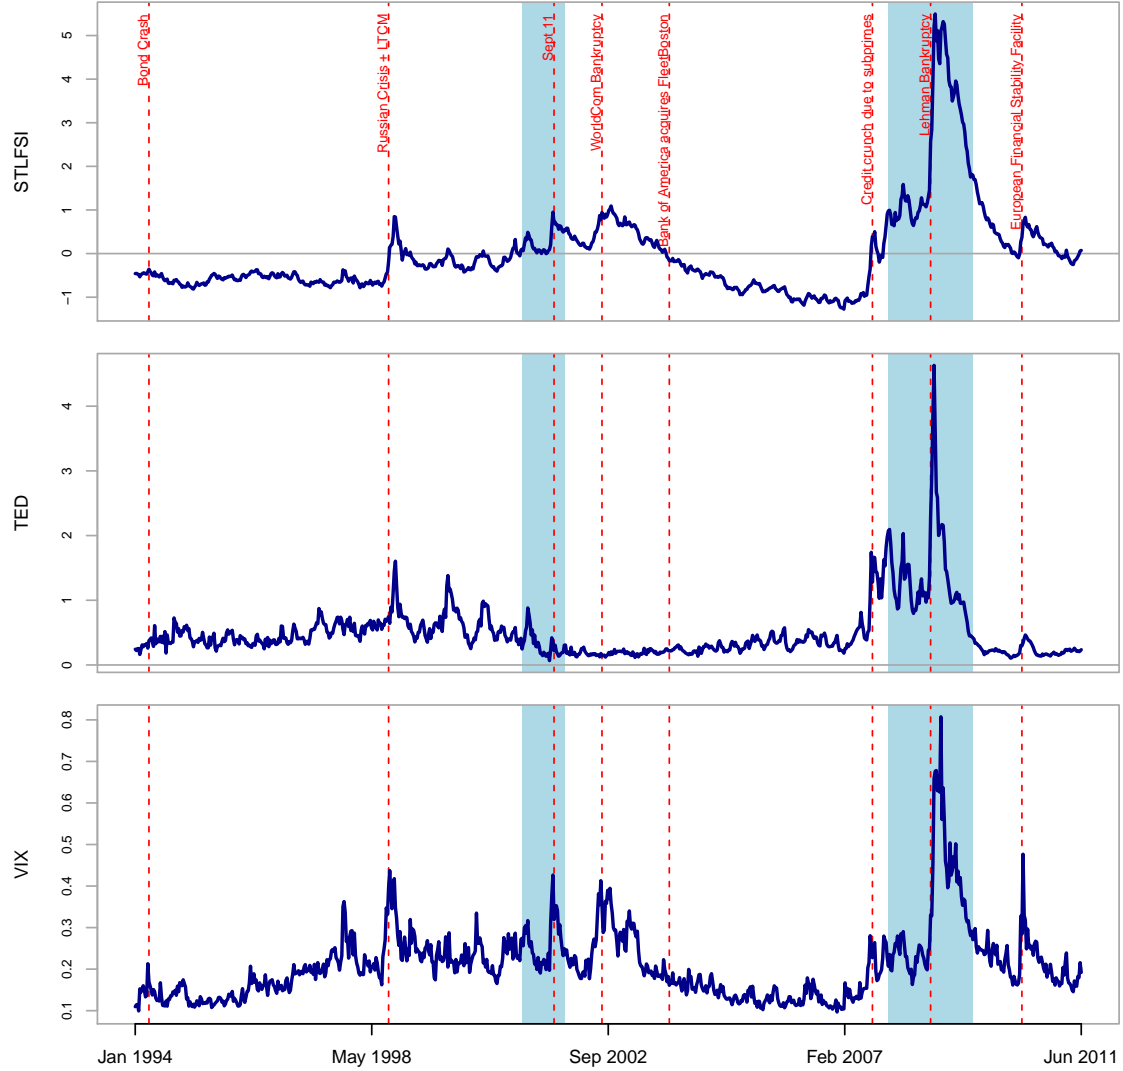 STLFSI
5
4
3
2
1
0
−1
Bond Crash
Russian Crisis ± LTCM
Sept 11
WorldCom Bankruptcy
Bank of America acquires FleetBoston
Credit crunch due to subprimes
Lehman Bankruptcy
European Financial Stability Facility
TED
4
3
2
1
0
VIX
0.8
0.7
0.6
0.5
0.4
0.3
0.2
0.1
Jan 1994
May 1998
Sep 2002
Feb 2007
Jun 2011